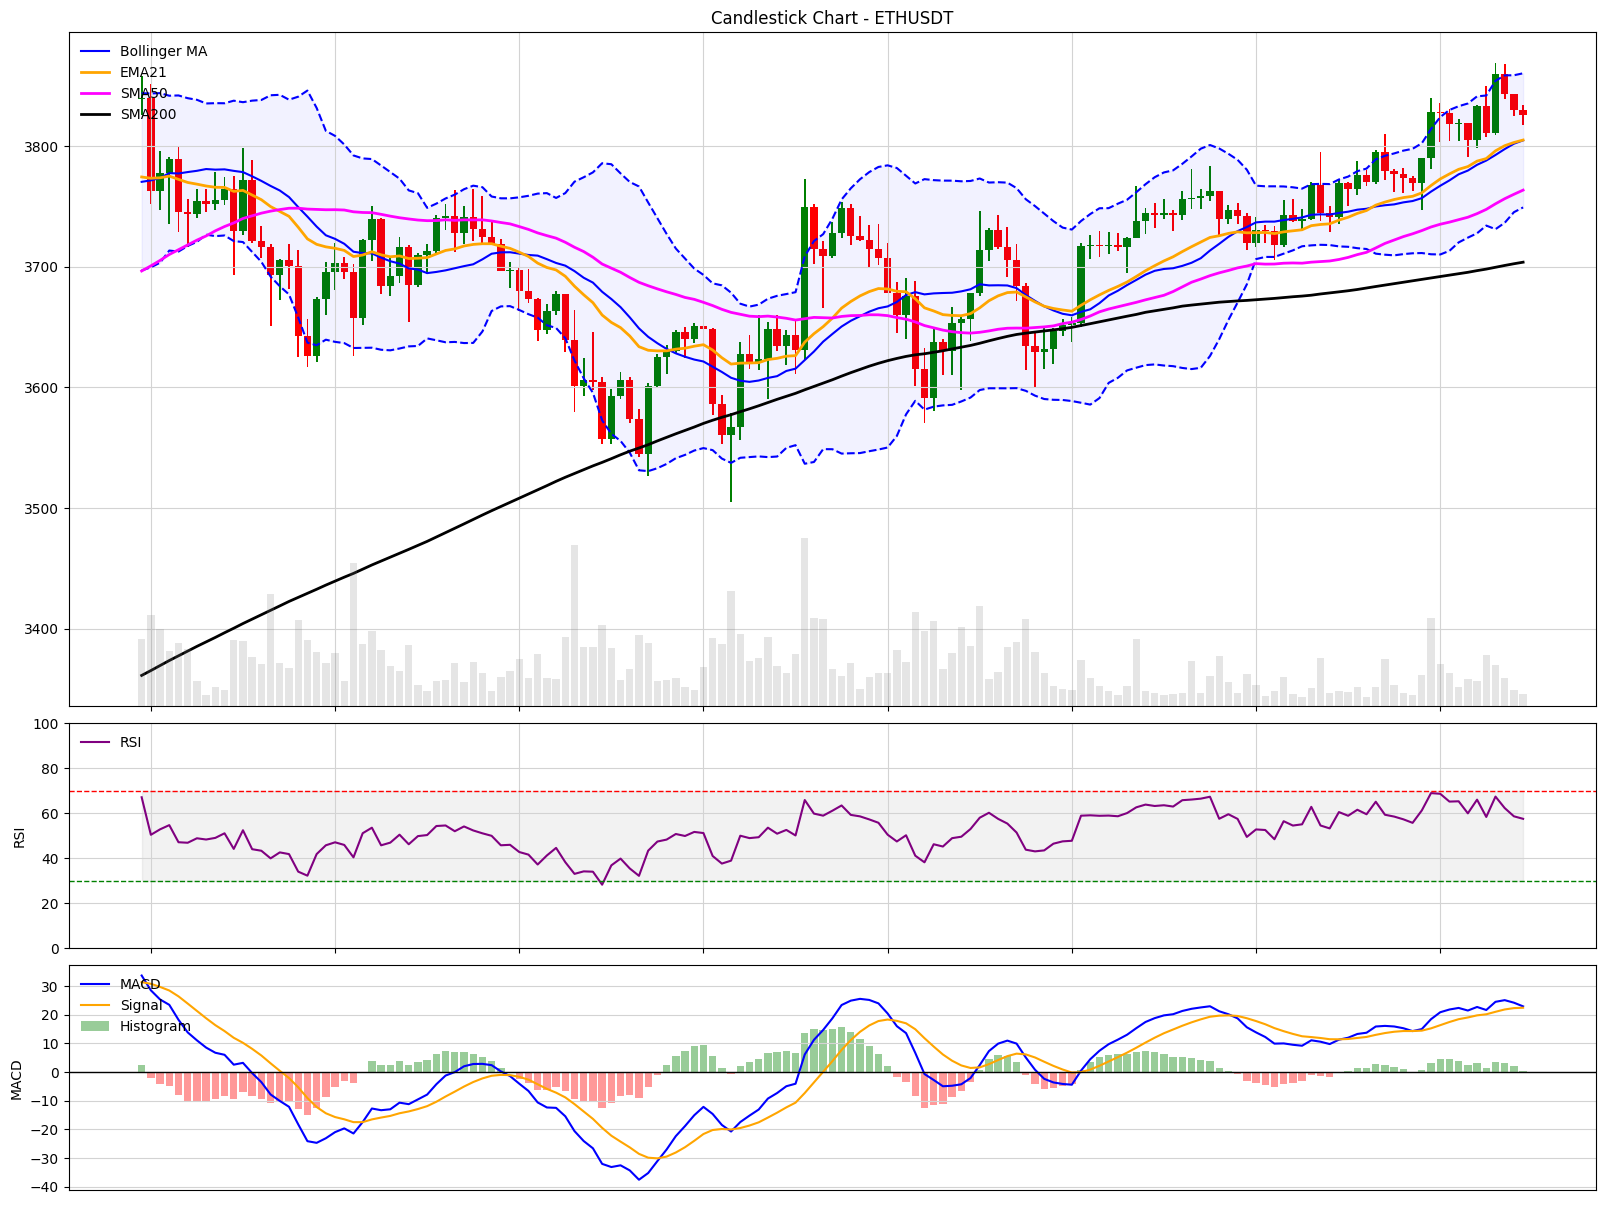 Candlestick Chart - ETHUSDT
Bollinger MA
EMA21
SMA50
SMA200
3800
3700
3600
3500
3400
100
80
60
40
20
0
RSI
RSI
30
20
10
0
−10
−20
−30
−40
MACD
MACD
Signal
Histogram